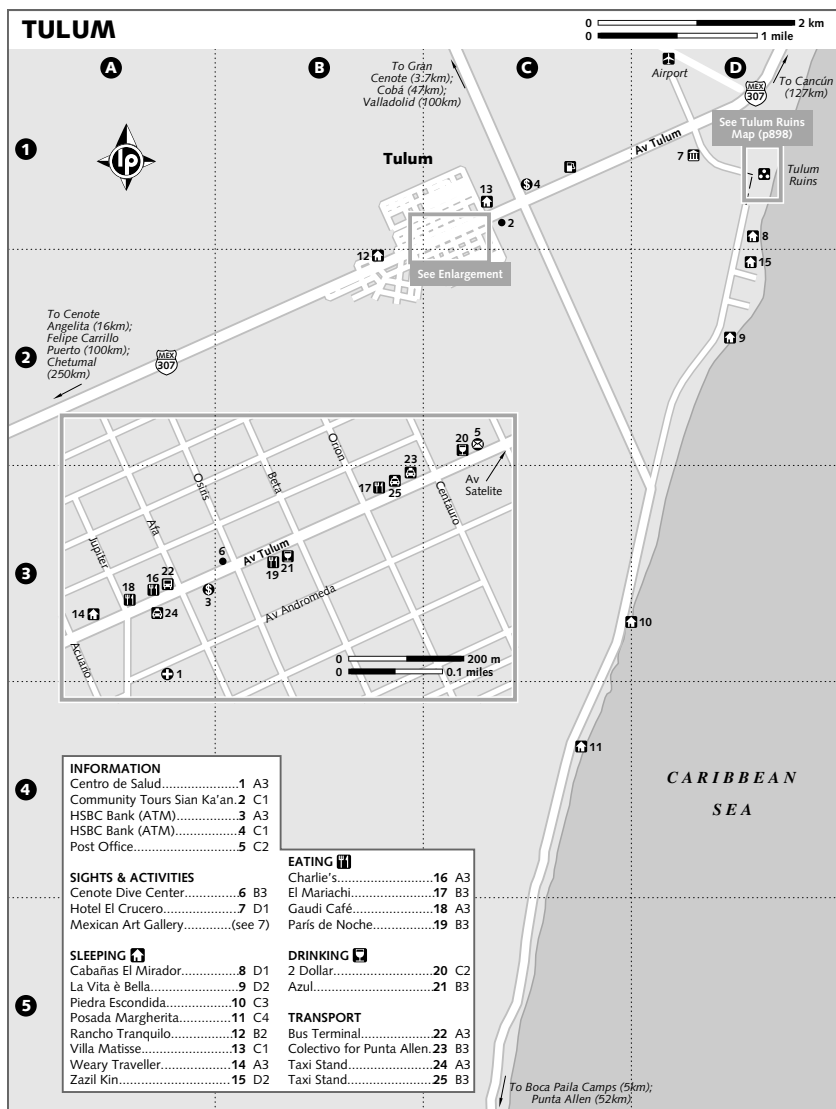 TULUM
0 2 km
0 1 mile
A
B
C
D
1
2
3
4
5
To Gran
Cenote (3.7km);
Cobá (47km);
Valladolid (100km)
Airport
MEX
307
To Cancún
(127km)
See Tulum Ruins
Map (p898)
Tulum
Ruins
Av Tulum
7
4
Tulum
13
2
12
See Enlargement
8
15
9
lp
To Cenote
Angelita (16km);
Felipe Carrillo
Puerto (100km);
Chetumal
(250km)
MEX
307
20
5
Orion
23
Av
Satelite
Osiris
Beta
17
25
Centauro
Afa
Jupiter
6
Av Tulum
19
21
22
16
18
3
14
24
Av Andromeda
Acuario
1
0 200 m
0 0.1 miles
10
11
CARIBBEAN
SEA
INFORMATION
Centro de Salud 1 A3
Community Tours Sian Ka'an. 2 C1
HSBC Bank (ATM) 3 A3
HSBC Bank (ATM) 4 C1
Post Office 5 C2
SIGHTS & ACTIVITIES
Cenote Dive Center 6 B3
Hotel El Crucero 7 D1
Mexican Art Gallery (see 7)
SLEEPING
Cabañas El Mirador 8 D1
La Vita è Bella 9 D2
Piedra Escondida 10 C3
Posada Margherita 11 C4
Rancho Tranquilo 12 B2
Villa Matisse 13 C1
Weary Traveller 14 A3
Zazil Kin 15 D2
EATING
Charlie's 16 A3
El Mariachi 17 B3
Gaudi Café 18 A3
París de Noche 19 B3
DRINKING
2 Dollar 20 C2
Azul 21 B3
TRANSPORT
Bus Terminal 22 A3
Colectivo for Punta Allen. 23 B3
Taxi Stand 24 A3
Taxi Stand 25 B3
To Boca Paila Camps (5km);
Punta Allen (52km)